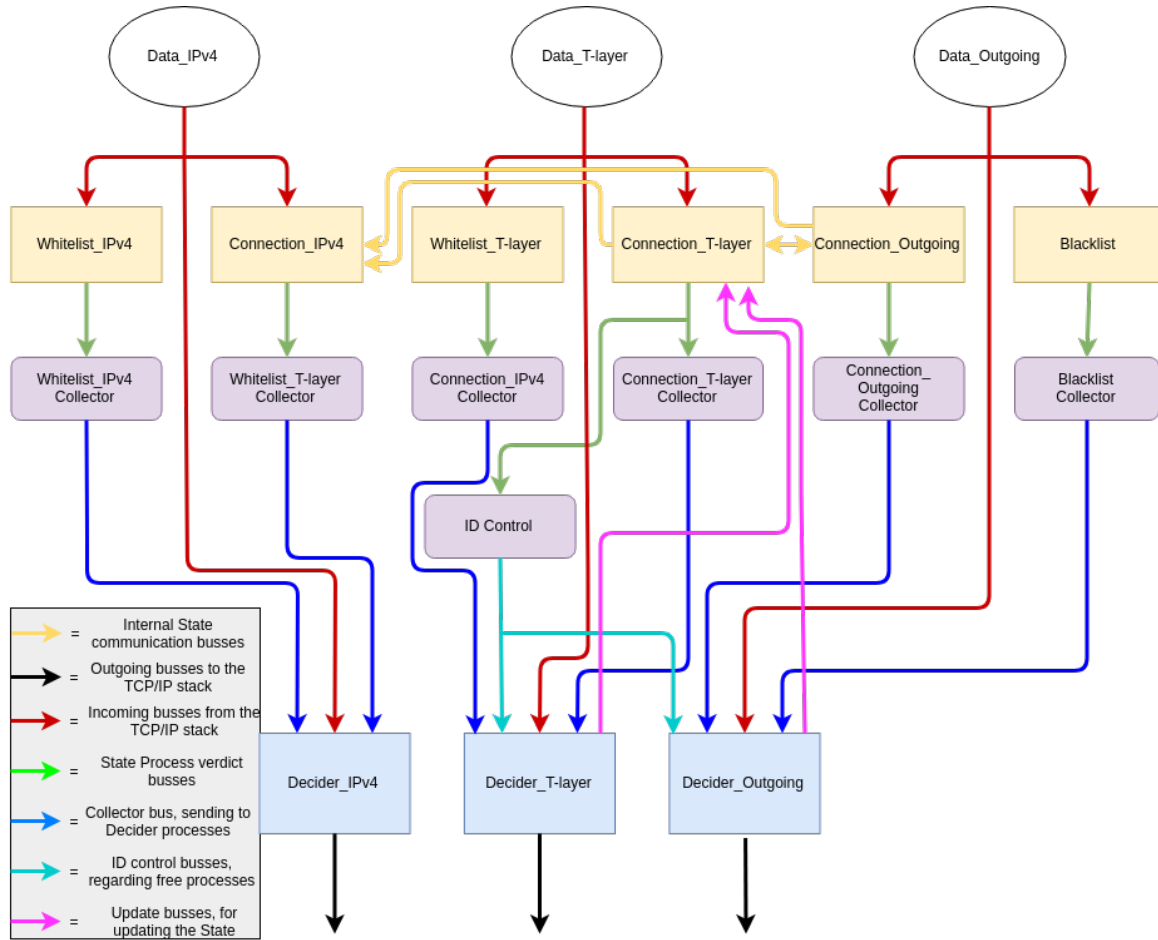 Data_IPv4
Data_T-layer
Data_Outgoing
Whitelist_IPv4
Connection_IPv4
Whitelist_T-layer
Connection_T-layer
Connection_Outgoing
Blacklist
Whitelist_IPv4
Collector
Whitelist_T-layer
Collector
Connection_IPv4
Collector
Connection_T-layer
Collector
Connection_
Outgoing
Collector
Blacklist
Collector
ID Control
= Internal State
communication busses
= Outgoing busses to the
TCP/IP stack
= Incoming busses from the
TCP/IP stack
= State Process verdict
busses
= Collector bus, sending to
Decider processes
= ID control busses,
regarding free processes
= Update busses, for
updating the State
Decider_IPv4
Decider_T-layer
Decider_Outgoing